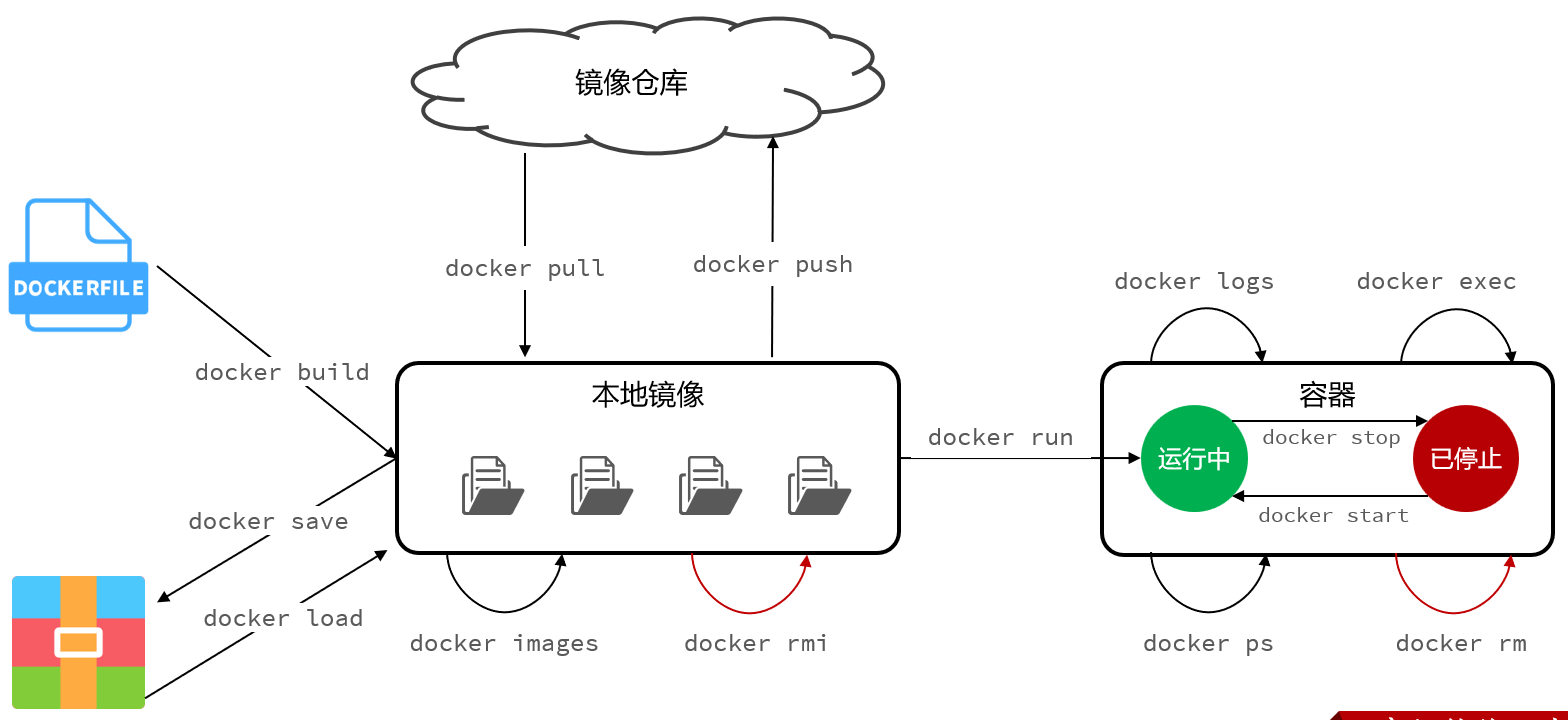 镜像仓库
DOCKERFILE
docker pull
docker push
docker logs
docker exec
docker build
本地镜像
容器
docker run
运行中
docker stop
已停止
docker start
docker save
docker load
docker images
docker rmi
docker ps
docker rm